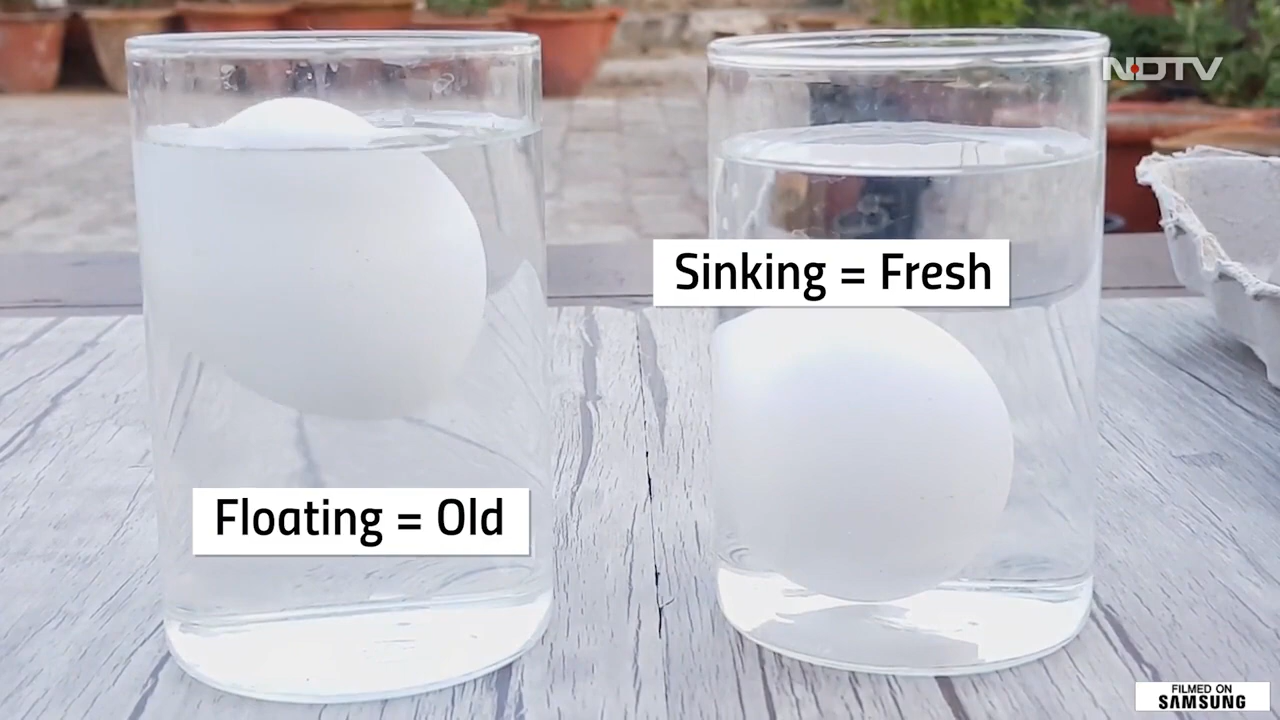 NDTV
Sinking = Fresh
Floating = Old
FILMED ON
SAMSUNG